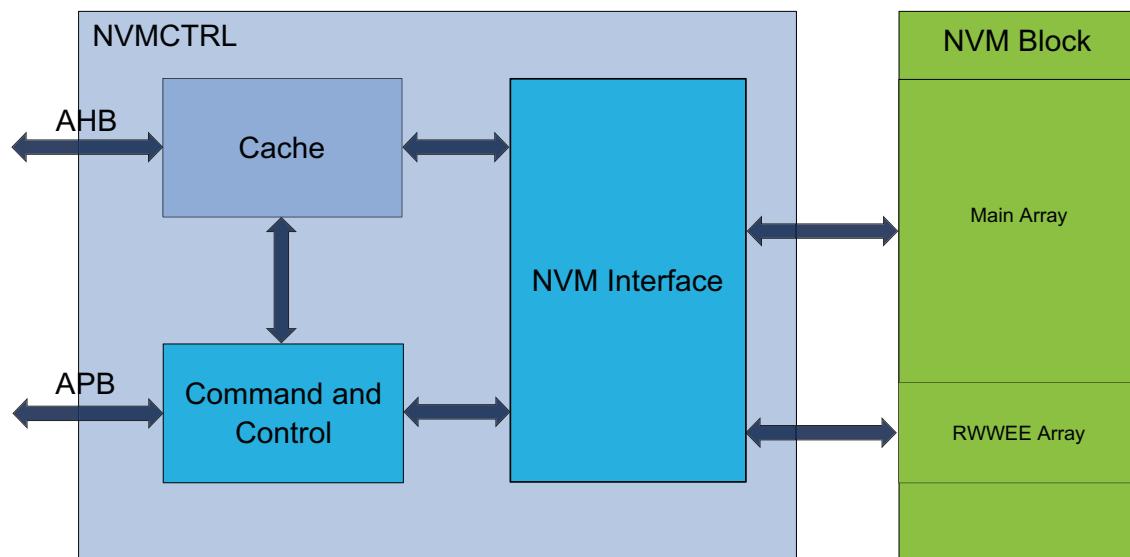 NVMCTRL
NVM Block
AHB
Cache
Main Array
NVM Interface
APB
Command and
Control
RWWEE Array